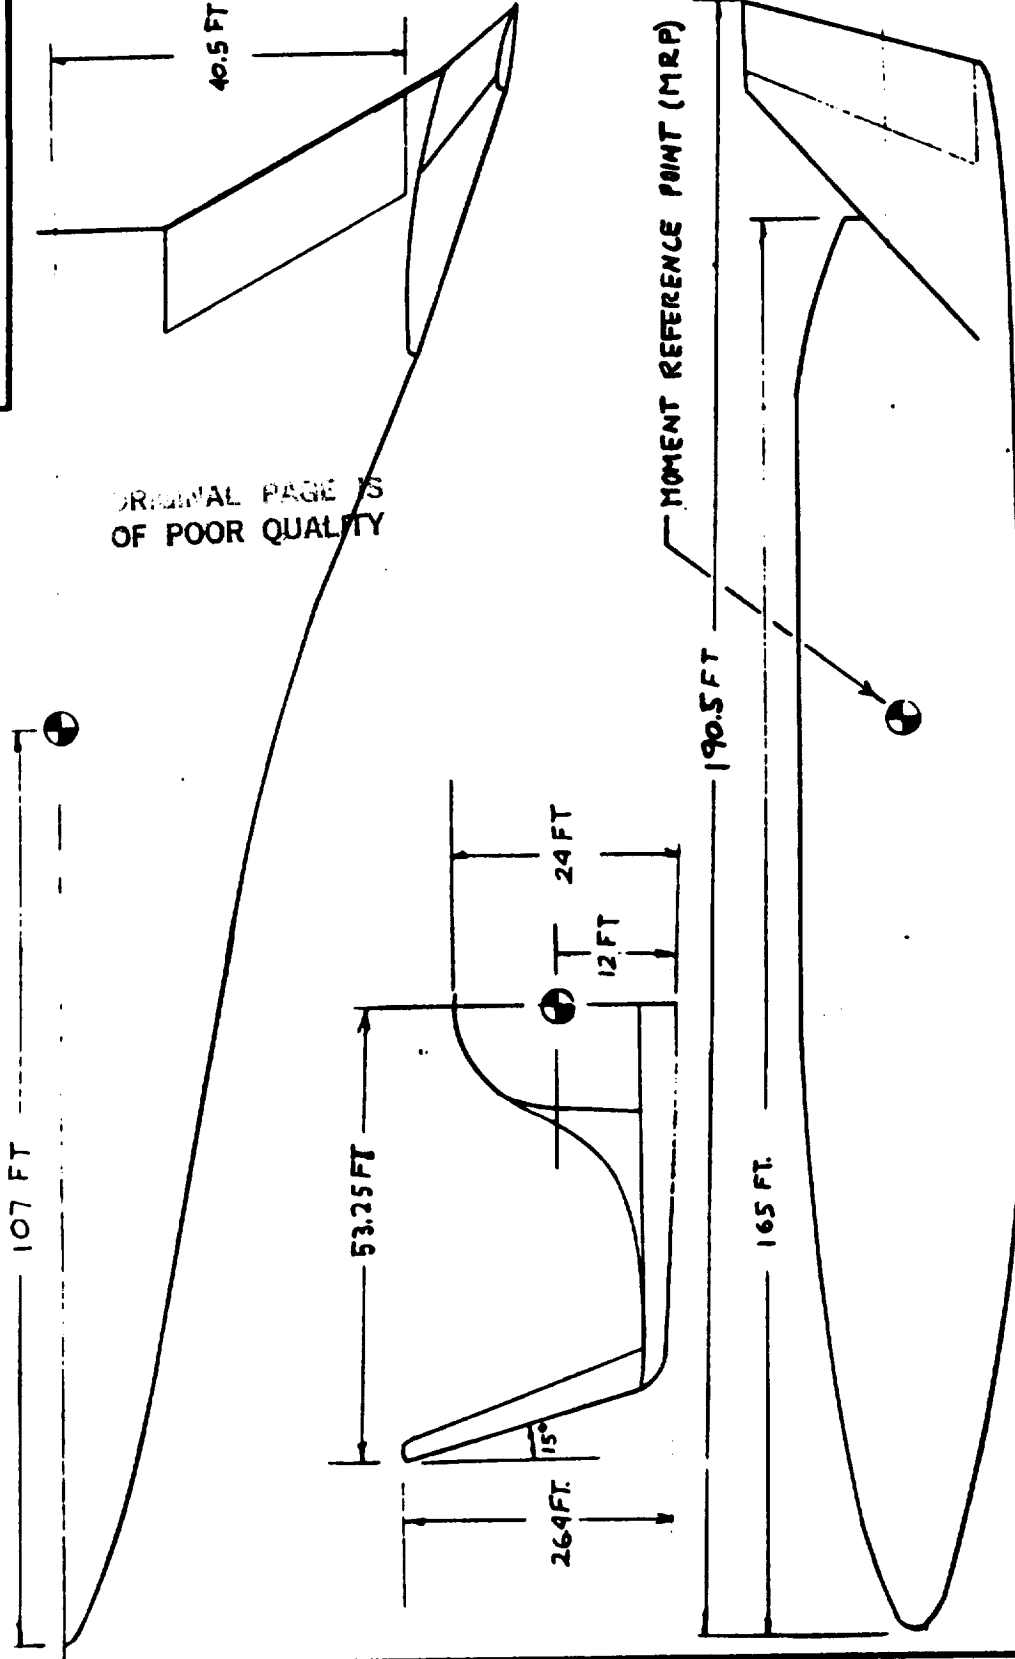 40.5 FT
ORIGINAL PAGE IS
OF POOR QUALITY
107 FT
MOMENT REFERENCE POINT (MRP)
190.5 FT
24 FT
12 FT
53.25 FT
165 FT.
15°
26.4 FT.